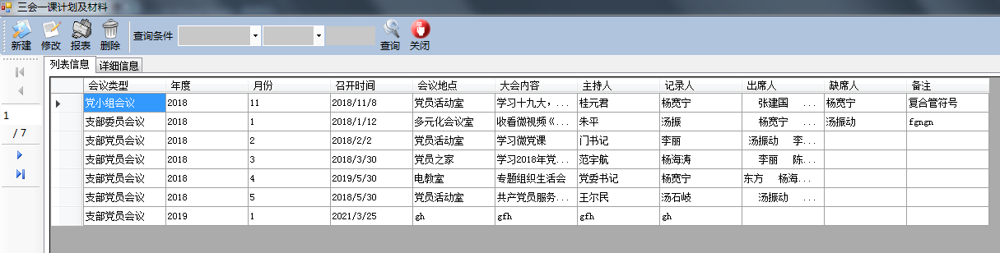 三会一课计划及材料
新建 修改 报表 删除 查询条件 查询 关闭
列表信息 详细信息
1
/ 7
会议类型 年度 月份 召开时间 会议地点 大会内容 主持人 记录人 出席人 缺席人 备注
党小组会议 2018 11 2018/11/8 党员活动室 学习十九大，... 桂元君 杨宽宁 张建国 ... 杨宽宁 复合管符号
支部委员会议 2018 1 2018/1/12 多元化会议室 收看微视频《... 朱平 汤振 杨宽宁 ... 汤振动 fgngn
支部党员会议 2018 2 2018/2/2 党员活动室 学习微党课 门书记 李丽 汤振动 李...
支部党员会议 2018 3 2018/3/30 党员之家 学习2018年党... 范宇航 杨海涛 李丽 陈...
支部党员会议 2018 4 2019/5/30 电教室 专题组织生活会 党委书记 杨宽宁 东方 杨海...
支部党员会议 2018 5 2018/5/30 党员活动室 共产党员服务... 王尔民 汤石岐 汤振动 ...
支部党员会议 2019 1 2021/3/25 gh gfh gfh gh